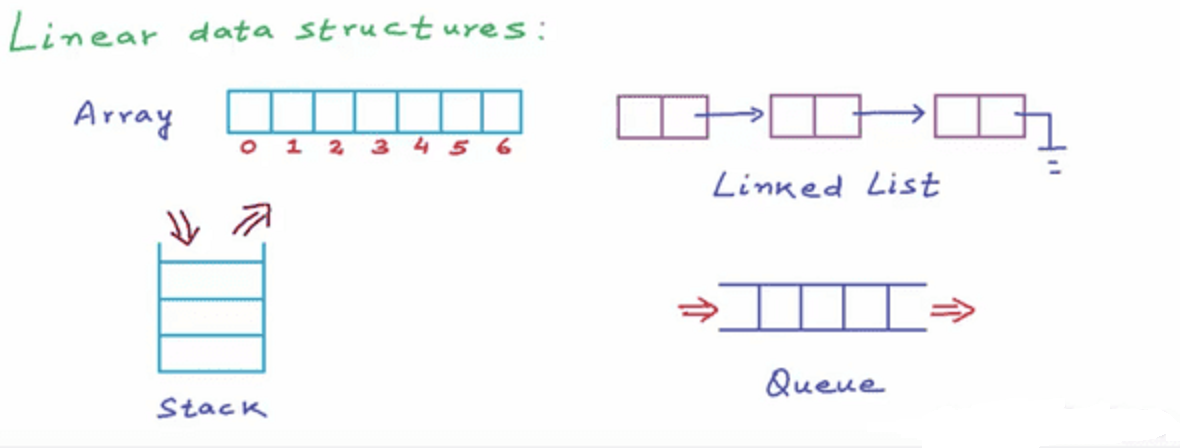 Linear data structures:
Array
0 1 2 3 4 5 6
Linked List
Stack
Queue